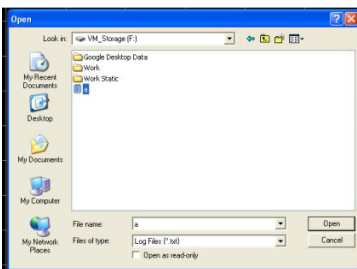 Open
Look in: VM_Storage (F:)
My Recent Documents
Desktop
My Documents
My Computer
My Network Places
Google Desktop Data
Work
Work Static
a
File name: a
Open
Files of type: Log Files (*.txt)
Cancel
Open as read-only